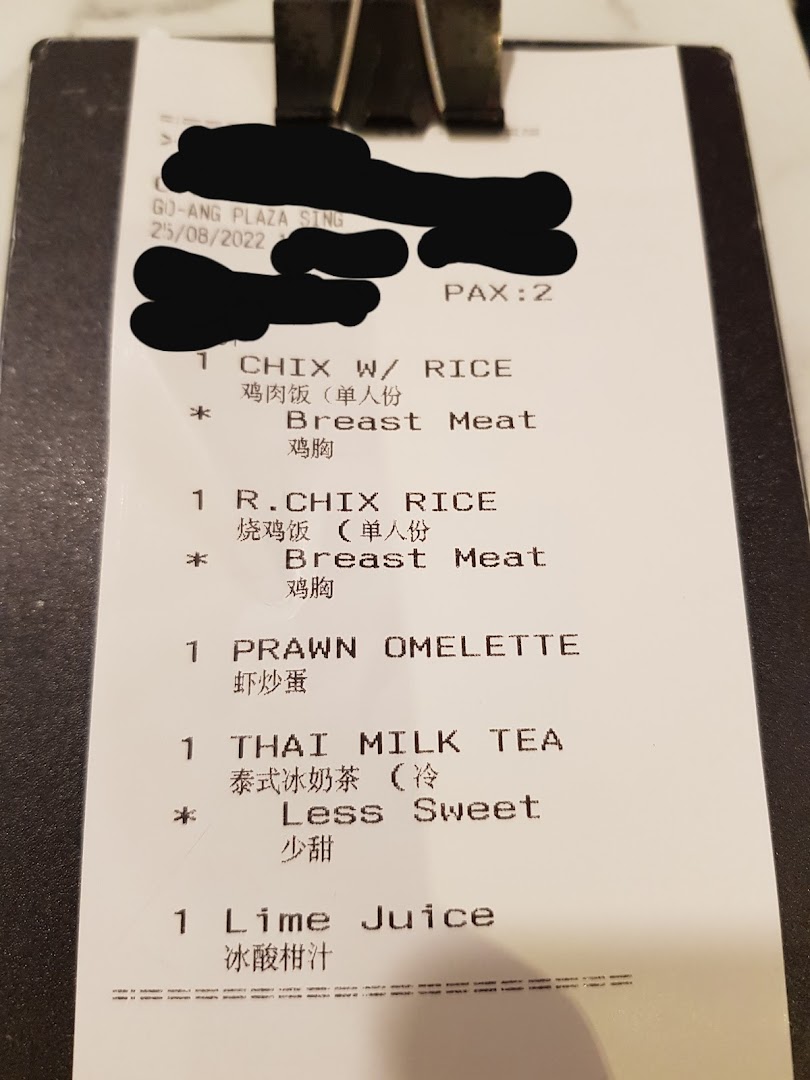 GO-ANG PLAZA SING
25/08/2022
PAX:2
1 CHIX W/ RICE
鸡肉饭（单人份
* Breast Meat
鸡胸
1 R.CHIX RICE
烧鸡饭 (单人份
* Breast Meat
鸡胸
1 PRAWN OMELETTE
虾炒蛋
1 THAI MILK TEA
泰式冰奶茶 (冷
* Less Sweet
少甜
1 Lime Juice
冰酸柑汁